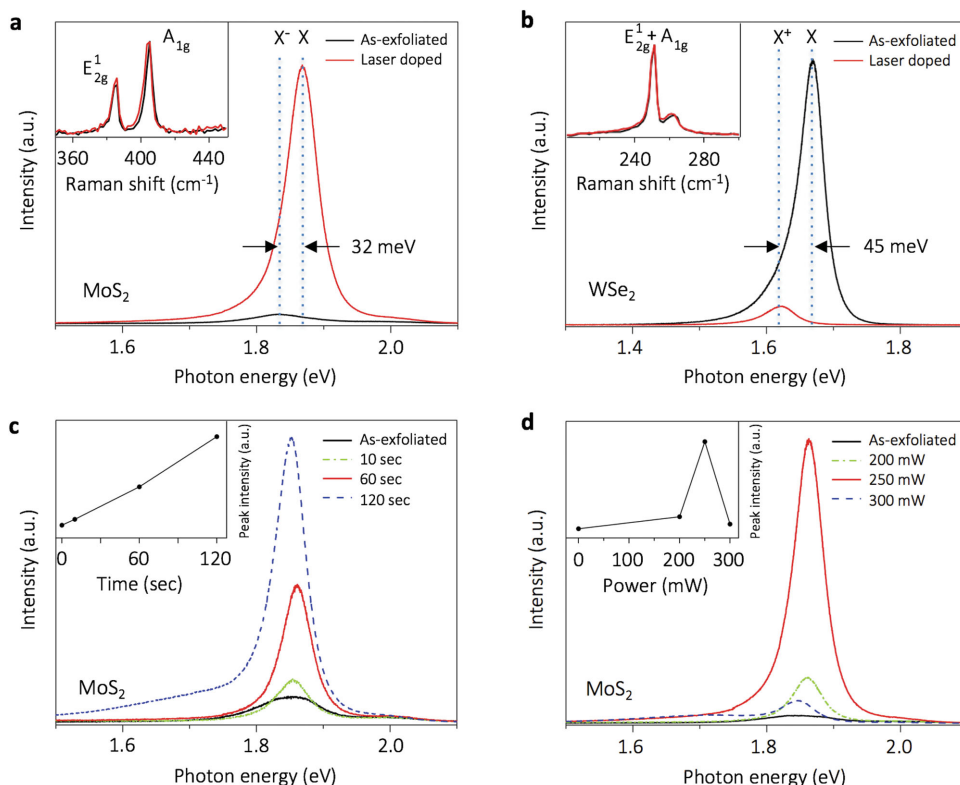 a
E¹₂g
A₁g
X⁻ X
As-exfoliated
Laser doped
360 400 440
Raman shift (cm⁻¹)
32 meV
MoS₂
Intensity (a.u.)
1.6 1.8 2.0
Photon energy (eV)
b
E¹₂g + A₁g
X⁺ X
As-exfoliated
Laser doped
240 280
Raman shift (cm⁻¹)
45 meV
WSe₂
Intensity (a.u.)
1.4 1.6 1.8
Photon energy (eV)
c
As-exfoliated
10 sec
60 sec
120 sec
Peak intensity (a.u.)
0 60 120
Time (sec)
MoS₂
Intensity (a.u.)
1.6 1.8 2.0
Photon energy (eV)
d
As-exfoliated
200 mW
250 mW
300 mW
Peak intensity (a.u.)
0 100 200 300
Power (mW)
MoS₂
Intensity (a.u.)
1.6 1.8 2.0
Photon energy (eV)